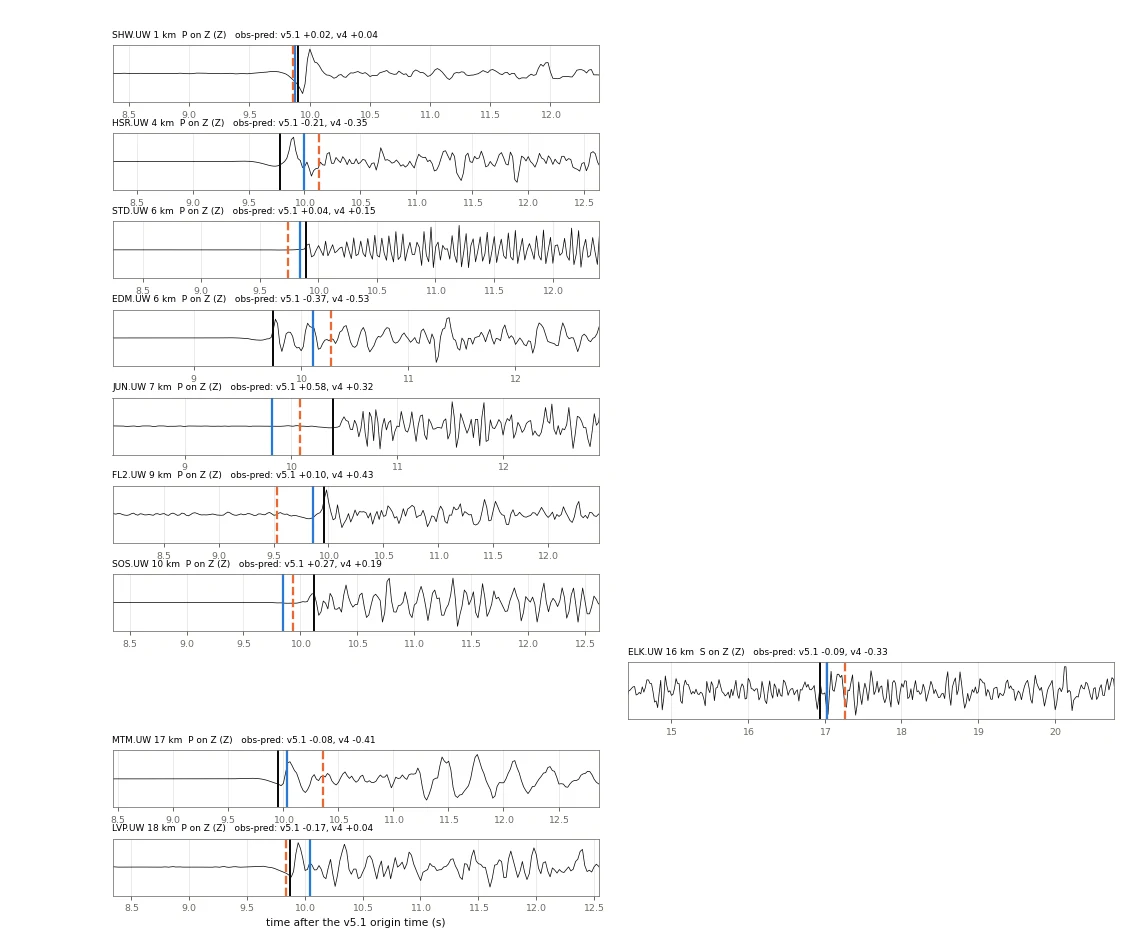 SHW.UW 1 km P on Z (Z) obs-pred: v5.1 +0.02, v4 +0.04
8.5 9.0 9.5 10.0 10.5 11.0 11.5 12.0
HSR.UW 4 km P on Z (Z) obs-pred: v5.1 -0.21, v4 -0.35
8.5 9.0 9.5 10.0 10.5 11.0 11.5 12.0 12.5
STD.UW 6 km P on Z (Z) obs-pred: v5.1 +0.04, v4 +0.15
8.5 9.0 9.5 10.0 10.5 11.0 11.5 12.0
EDM.UW 6 km P on Z (Z) obs-pred: v5.1 -0.37, v4 -0.53
9 10 11 12
JUN.UW 7 km P on Z (Z) obs-pred: v5.1 +0.58, v4 +0.32
9 10 11 12
FL2.UW 9 km P on Z (Z) obs-pred: v5.1 +0.10, v4 +0.43
8.5 9.0 9.5 10.0 10.5 11.0 11.5 12.0
SOS.UW 10 km P on Z (Z) obs-pred: v5.1 +0.27, v4 +0.19
8.5 9.0 9.5 10.0 10.5 11.0 11.5 12.0 12.5
ELK.UW 16 km S on Z (Z) obs-pred: v5.1 -0.09, v4 -0.33
15 16 17 18 19 20
MTM.UW 17 km P on Z (Z) obs-pred: v5.1 -0.08, v4 -0.41
8.5 9.0 9.5 10.0 10.5 11.0 11.5 12.0 12.5
LVP.UW 18 km P on Z (Z) obs-pred: v5.1 -0.17, v4 +0.04
8.5 9.0 9.5 10.0 10.5 11.0 11.5 12.0 12.5
time after the v5.1 origin time (s)